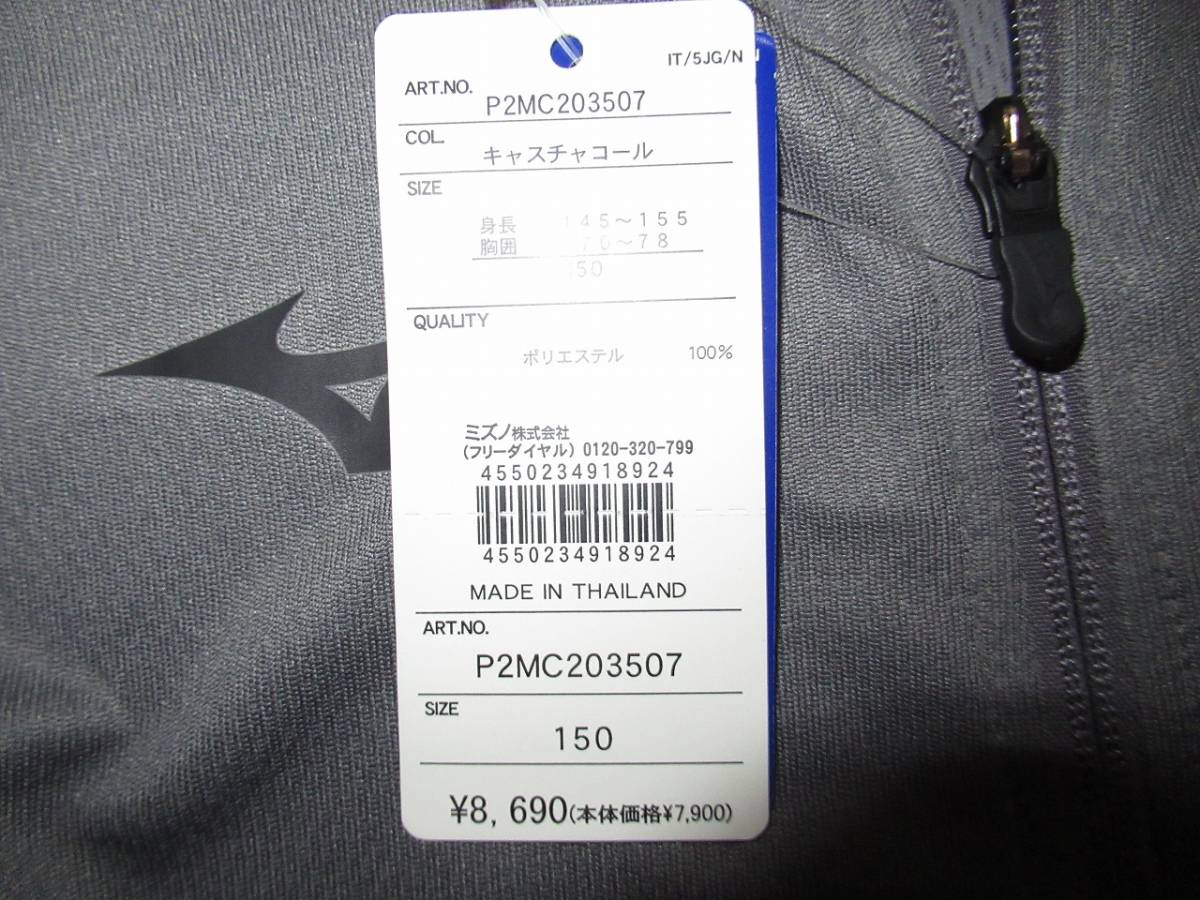 IT/5JG/N
ART.NO.
P2MC203507
COL.
キャスチャコール
SIZE
身長 145～155
胸囲 70～78
150
QUALITY
ポリエステル 100%
ミズノ株式会社
(フリーダイヤル) 0120-320-799
4550234918924
4550234918924
MADE IN THAILAND
ART.NO.
P2MC203507
SIZE
150
¥8,690(本体価格¥7,900)